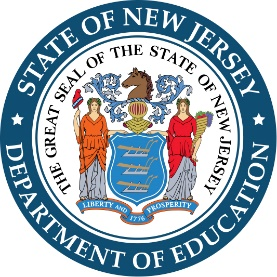 STATE OF NEW JERSEY
DEPARTMENT OF EDUCATION
THE GREAT SEAL OF THE STATE OF NEW JERSEY
LIBERTY AND PROSPERITY
1776